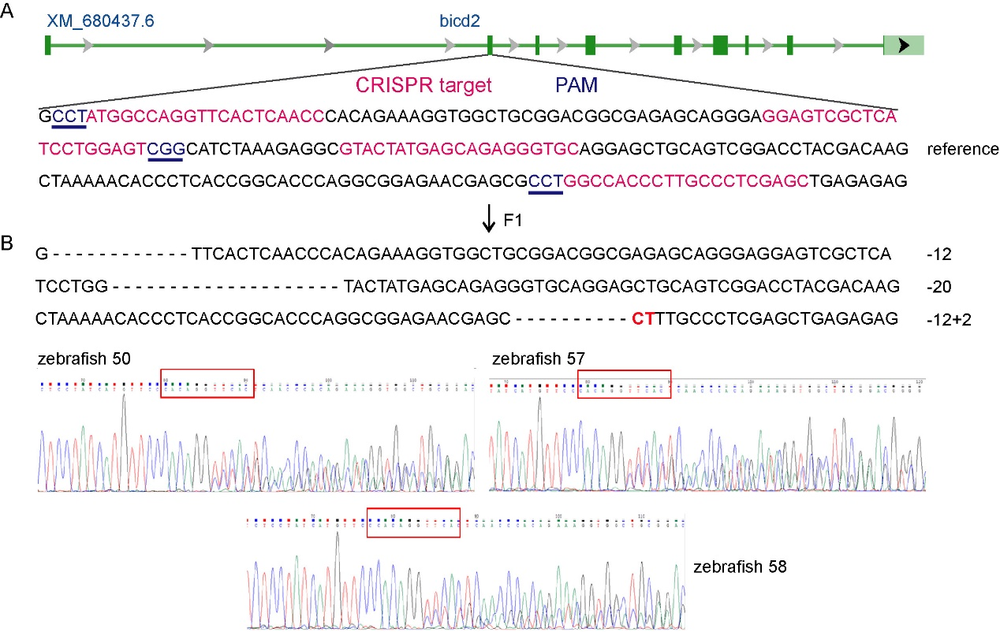 A
XM_680437.6
bicd2
CRISPR target
PAM
GCCTATGGCCAGGTTCACTCAACCCACAGAAAGGTGGCTGCGGACGGCGAGAGCAGGGAGGAGTCGCTCA
TCCTGGAGTCGGCATCTAAAGAGGCGTACTATGAGCAGAGGGTGCAGGAGCTGCAGTCGGACCTACGACAAG reference
CTAAAAACACCCTCACCGGCACCCAGGCGGAGAACGAGCGCCTGGCCACCCTTGCCCTCGAGCTGAGAGAG
F1
B
G------------TTCACTCAACCCACAGAAAGGTGGCTGCGGACGGCGAGAGCAGGGAGGAGTCGCTCA -12
TCCTGG--------------------TACTATGAGCAGAGGGTGCAGGAGCTGCAGTCGGACCTACGACAAG -20
CTAAAAACACCCTCACCGGCACCCAGGCGGAGAACGAGC----------CTTTGCCCTCGAGCTGAGAGAG -12+2
zebrafish 50
zebrafish 57
zebrafish 58